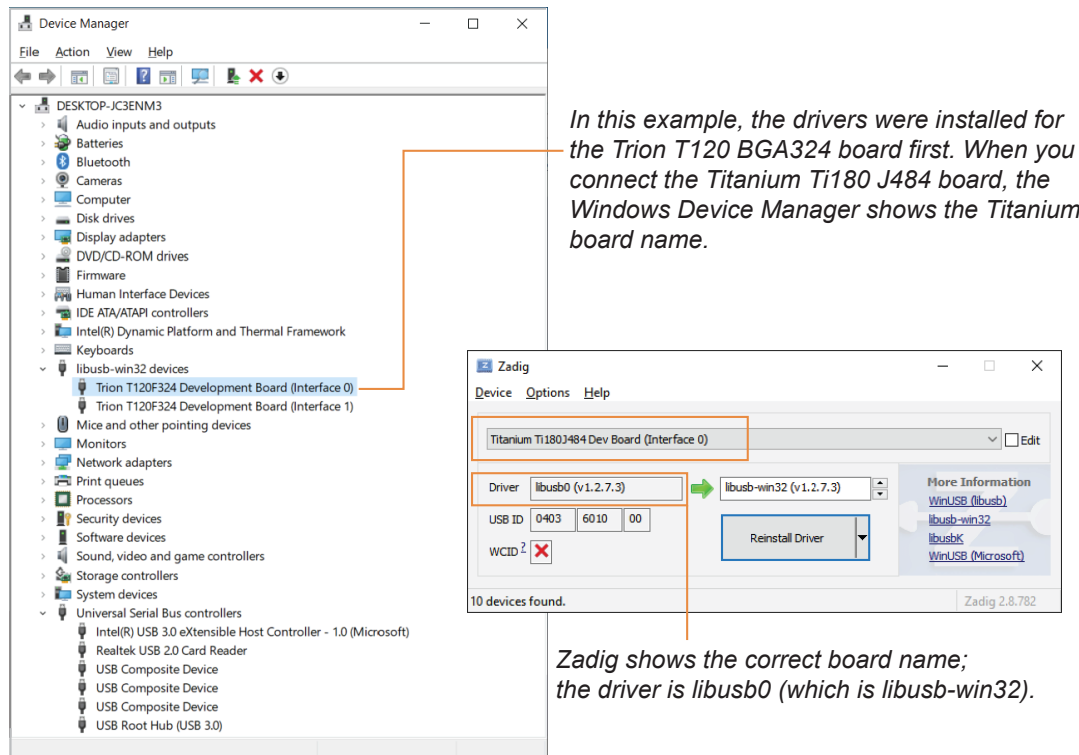 Device Manager
File Action View Help
DESKTOP-JC3ENM3
Audio inputs and outputs
Batteries
Bluetooth
Cameras
Computer
Disk drives
Display adapters
DVD/CD-ROM drives
Firmware
Human Interface Devices
IDE ATA/ATAPI controllers
Intel(R) Dynamic Platform and Thermal Framework
Keyboards
libusb-win32 devices
Trion T120F324 Development Board (Interface 0)
Trion T120F324 Development Board (Interface 1)
Mice and other pointing devices
Monitors
Network adapters
Print queues
Processors
Security devices
Software devices
Sound, video and game controllers
Storage controllers
System devices
Universal Serial Bus controllers
Intel(R) USB 3.0 eXtensible Host Controller - 1.0 (Microsoft)
Realtek USB 2.0 Card Reader
USB Composite Device
USB Composite Device
USB Composite Device
USB Root Hub (USB 3.0)
In this example, the drivers were installed for
the Trion T120 BGA324 board first. When you
connect the Titanium Ti180 J484 board, the
Windows Device Manager shows the Titanium
board name.
Zadig
Device Options Help
Titanium Ti180J484 Dev Board (Interface 0)
Edit
Driver libusb0 (v1.2.7.3) libusb-win32 (v1.2.7.3)
USB ID 0403 6010 00
WCID ?
Reinstall Driver
More Information
WinUSB (libusb)
libusb-win32
libusbK
WinUSB (Microsoft)
10 devices found.
Zadig 2.8.782
Zadig shows the correct board name;
the driver is libusb0 (which is libusb-win32).